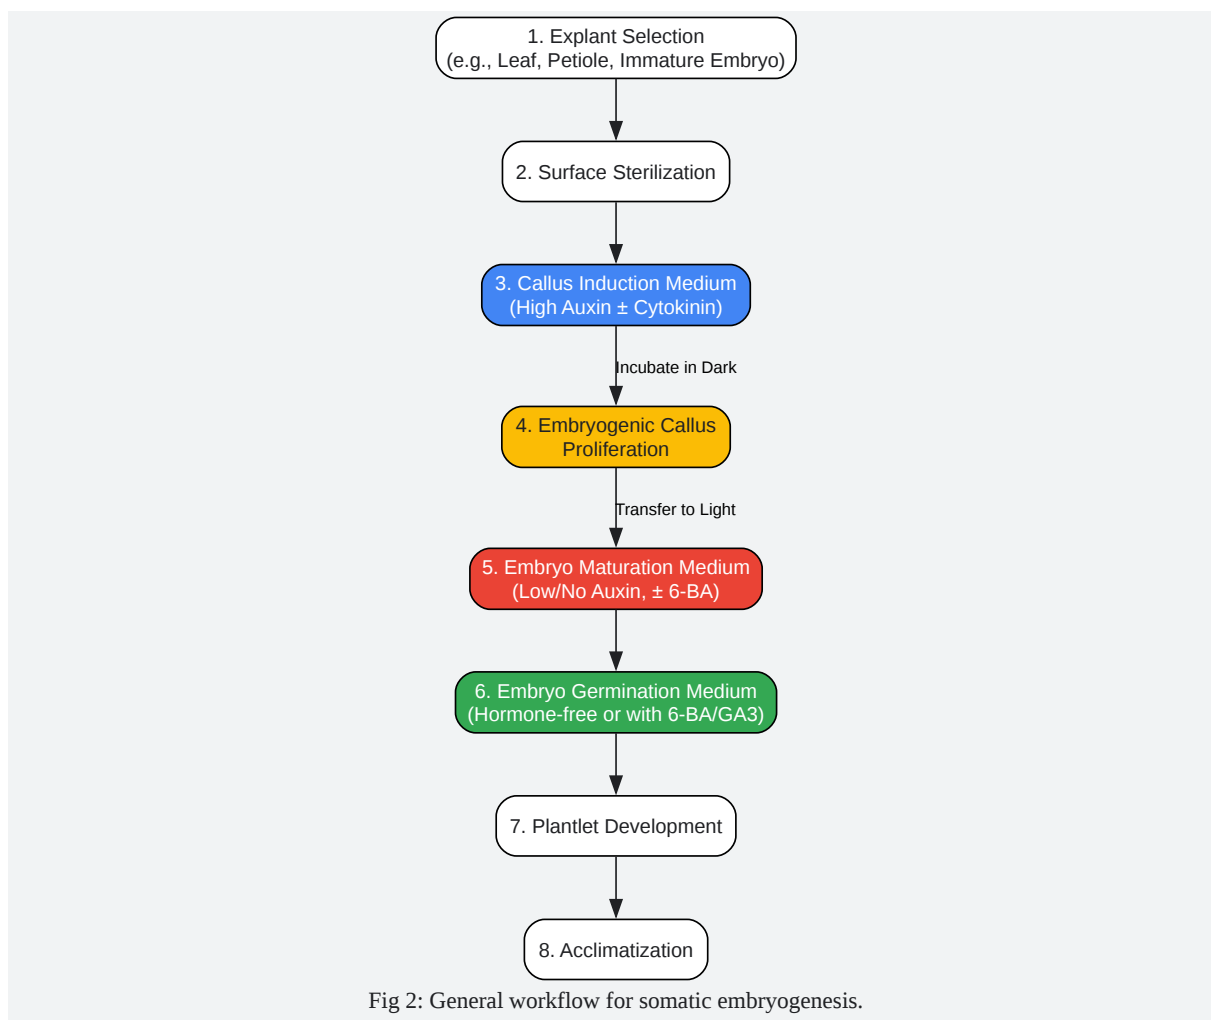 1. Explant Selection
(e.g., Leaf, Petiole, Immature Embryo)
2. Surface Sterilization
3. Callus Induction Medium
(High Auxin ± Cytokinin)
Incubate in Dark
4. Embryogenic Callus
Proliferation
Transfer to Light
5. Embryo Maturation Medium
(Low/No Auxin, ± 6-BA)
6. Embryo Germination Medium
(Hormone-free or with 6-BA/GA3)
7. Plantlet Development
8. Acclimatization
Fig 2: General workflow for somatic embryogenesis.